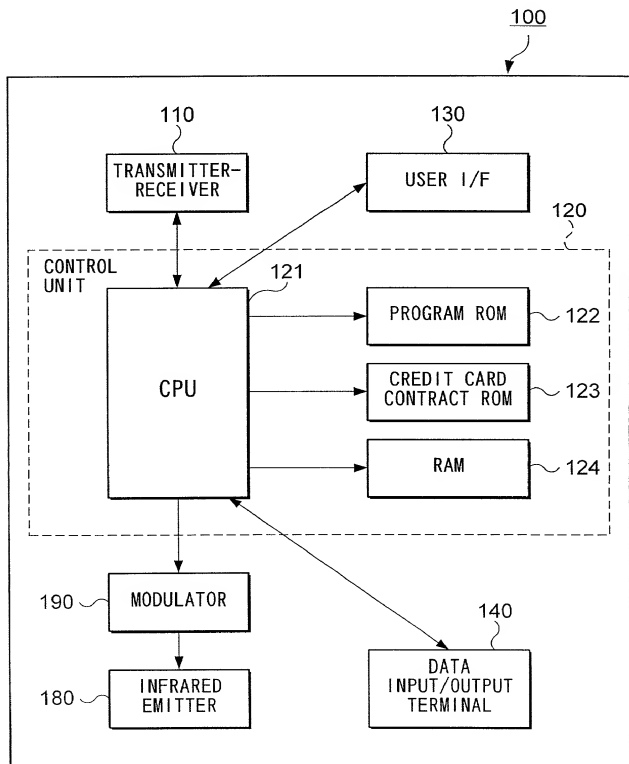 100
110
130
TRANSMITTER-
RECEIVER
USER I/F
120
CONTROL
UNIT
121
CPU
PROGRAM ROM
122
CREDIT CARD
CONTRACT ROM
123
RAM
124
190
MODULATOR
140
180
INFRARED
EMITTER
DATA
INPUT/OUTPUT
TERMINAL